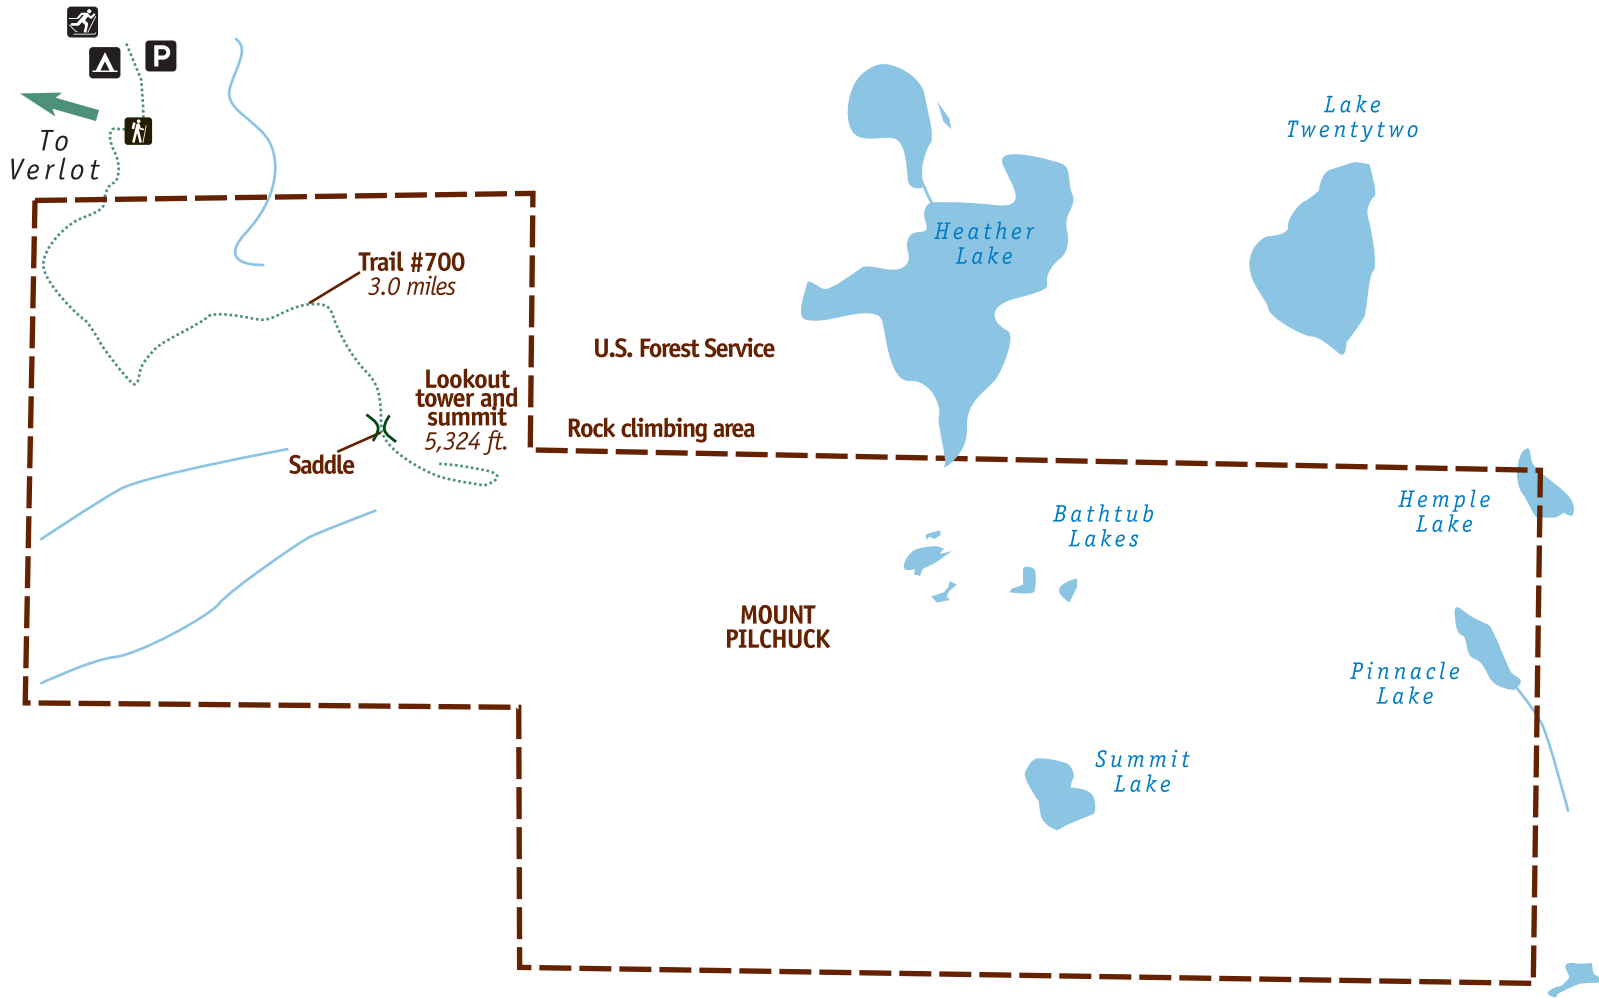 P
To
Verlot
Lake
Twentytwo
Heather
Lake
Trail #700
3.0 miles
U.S. Forest Service
Lookout
tower and
summit
5,324 ft.
Rock climbing area
Saddle
Hemple
Lake
Bathtub
Lakes
MOUNT
PILCHUCK
Pinnacle
Lake
Summit
Lake